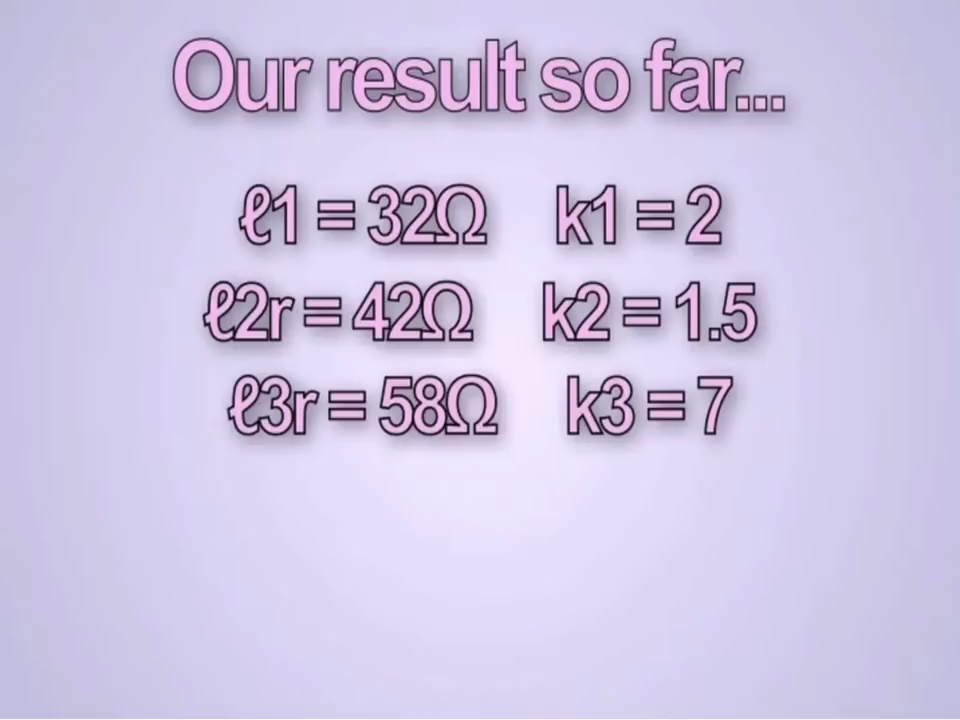 Our result so far...
ℓ1 = 32Ω k1 = 2
ℓ2r = 42Ω k2 = 1.5
ℓ3r = 58Ω k3 = 7